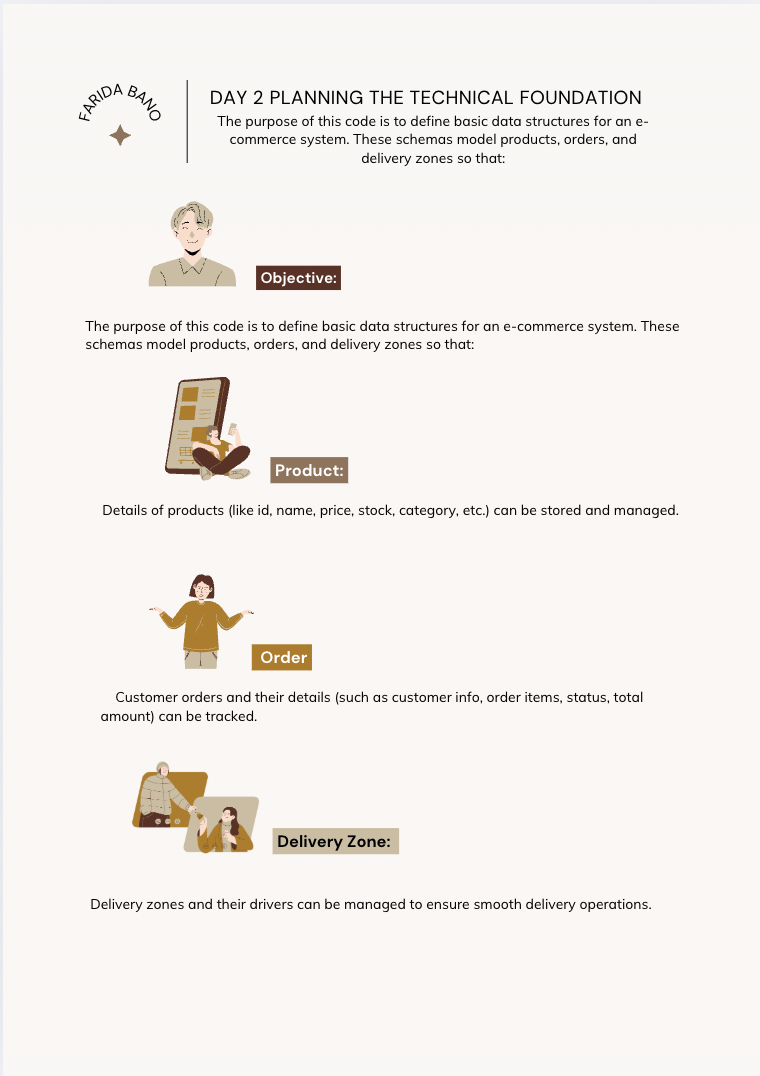 FARIDA BANO
DAY 2 PLANNING THE TECHNICAL FOUNDATION
The purpose of this code is to define basic data structures for an e-
commerce system. These schemas model products, orders, and
delivery zones so that:
Objective:
The purpose of this code is to define basic data structures for an e-commerce system. These
schemas model products, orders, and delivery zones so that:
Product:
Details of products (like id, name, price, stock, category, etc.) can be stored and managed.
Order
Customer orders and their details (such as customer info, order items, status, total
amount) can be tracked.
Delivery Zone:
Delivery zones and their drivers can be managed to ensure smooth delivery operations.